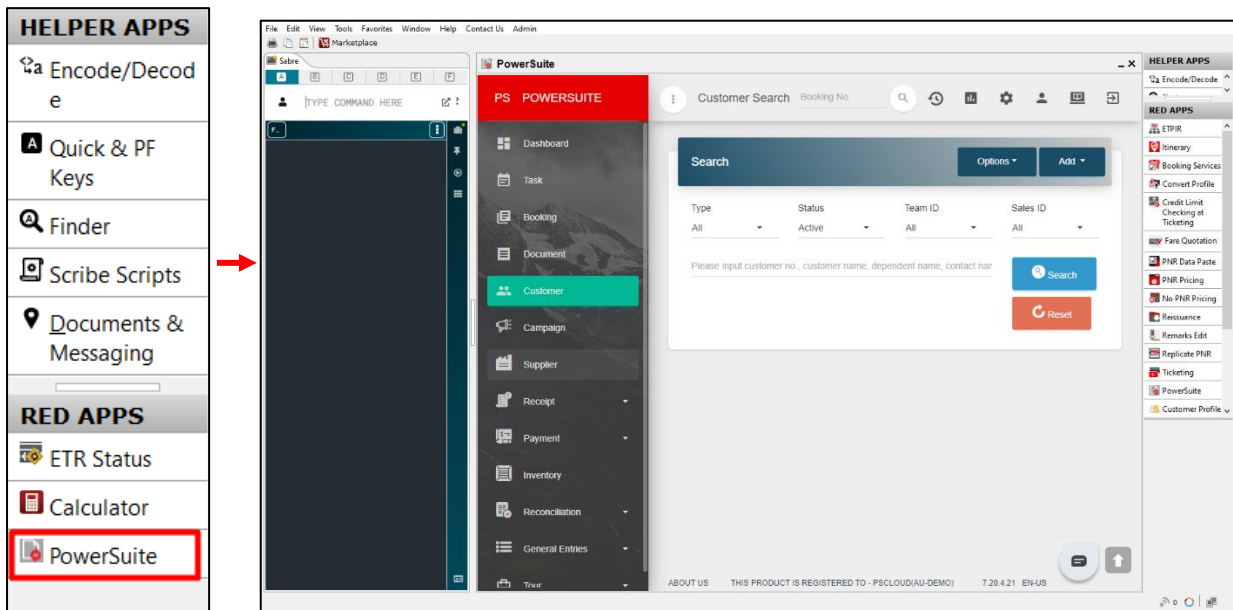 HELPER APPS
Encode/Decod
e
Quick & PF
Keys
Finder
Scribe Scripts
Documents &
Messaging
RED APPS
ETR Status
Calculator
PowerSuite
File Edit View Tools Favorites Window Help Contact Us Admin
Marketplace
Sabre
A B C D E F
TYPE COMMAND HERE
F..
PowerSuite
PS POWERSUITE
Dashboard
Task
Booking
Document
Customer
Campaign
Supplier
Receipt
Payment
Inventory
Reconciliation
General Entries
Tour
Customer Search Booking No.
Search Options Add
Type Status Team ID Sales ID
All Active All All
Please input customer no., customer name, dependent name, contact nar
Search
Reset
ABOUT US THIS PRODUCT IS REGISTERED TO - PSCLOUD(AU-DEMO) 7.20.4.21 EN-US
HELPER APPS
Encode/Decode
RED APPS
ETPIR
Itinerary
Booking Services
Convert Profile
Credit Limit
Checking at
Ticketing
Fare Quotation
PNR Data Paste
PNR Pricing
No PNR Pricing
Reissuance
Remarks Edit
Replicate PNR
Ticketing
PowerSuite
Customer Profile
0